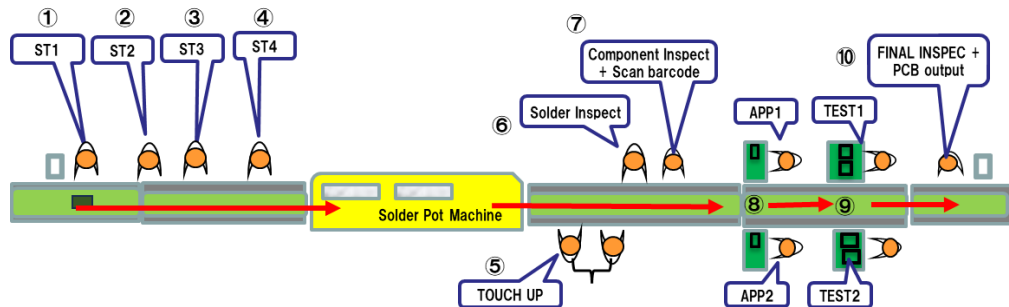 ① ② ③ ④
ST1 ST2 ST3 ST4
Solder Pot Machine
⑤
TOUCH UP
⑥
Solder Inspect
⑦
Component Inspect
+ Scan barcode
⑧
APP1
APP2
⑨
TEST1
TEST2
⑩
FINAL INSPEC +
PCB output